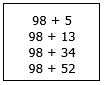 98 + 5
98 + 13
98 + 34
98 + 52